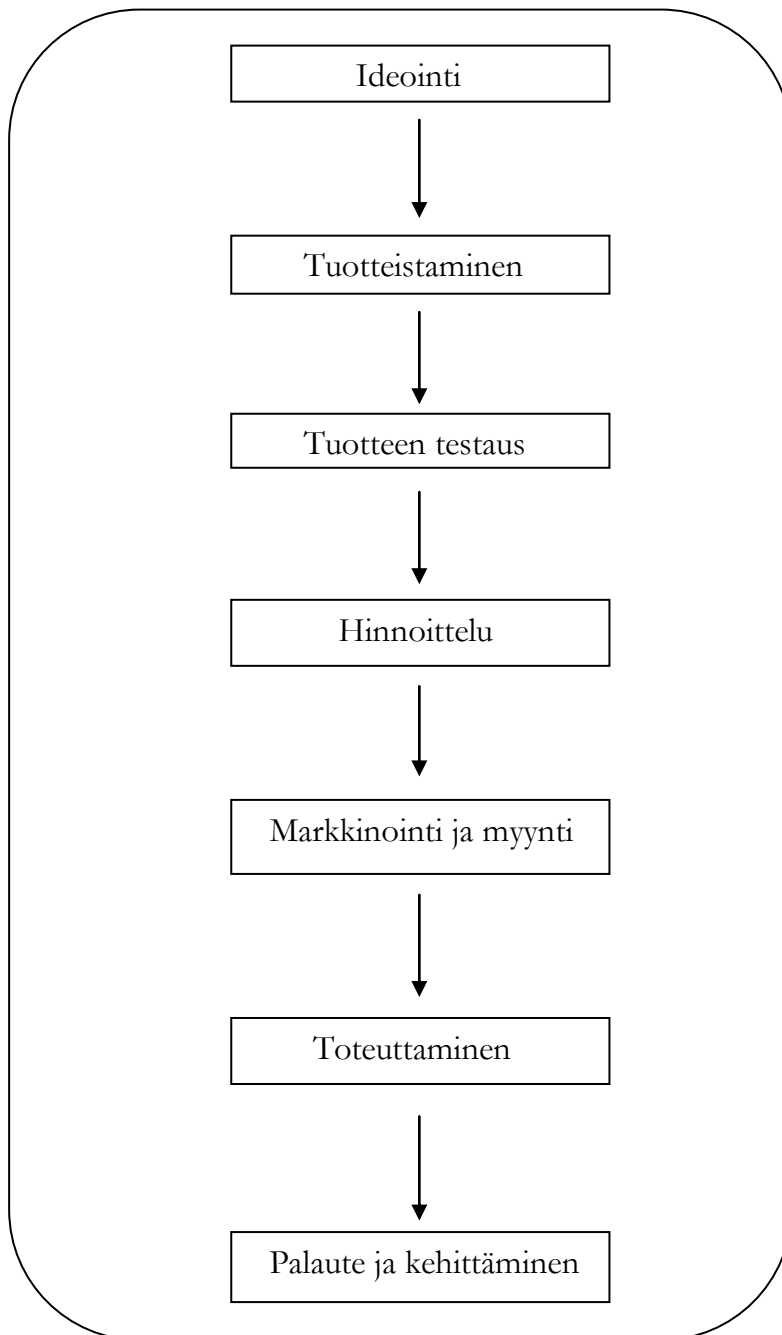 Ideointi
Tuotteistaminen
Tuotteen testaus
Hinnoittelu
Markkinointi ja myynti
Toteuttaminen
Palaute ja kehittäminen